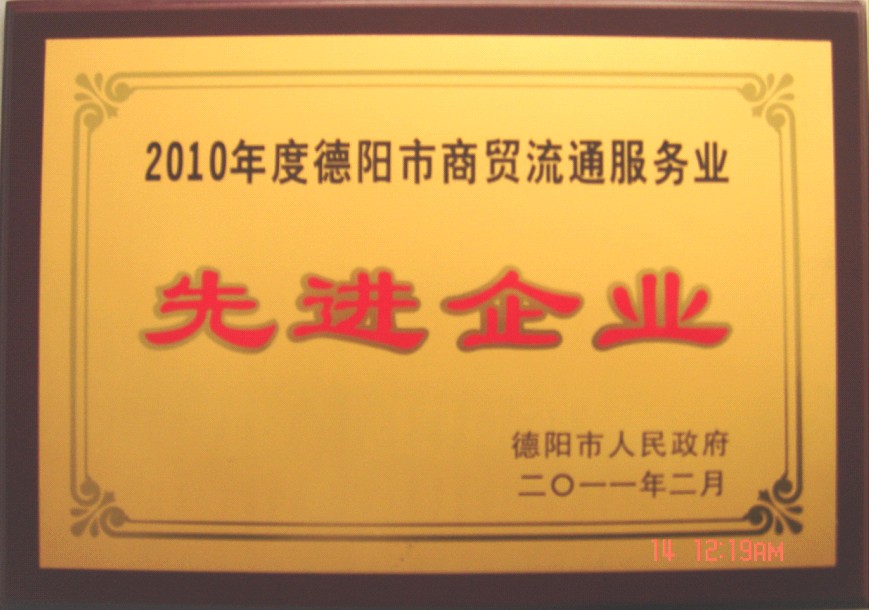 2010年度德阳市商贸流通服务业
先进企业
德阳市人民政府
二〇一一年二月
14 12:19AM